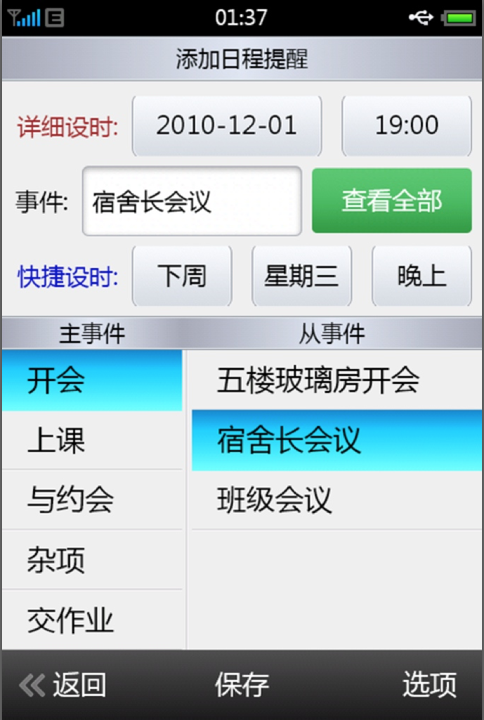 01:37
添加日程提醒
详细设时: 2010-12-01 19:00
事件: 宿舍长会议 查看全部
快捷设时: 下周 星期三 晚上
主事件 从事件
开会 五楼玻璃房开会
上课 宿舍长会议
与约会 班级会议
杂项
交作业
返回 保存 选项